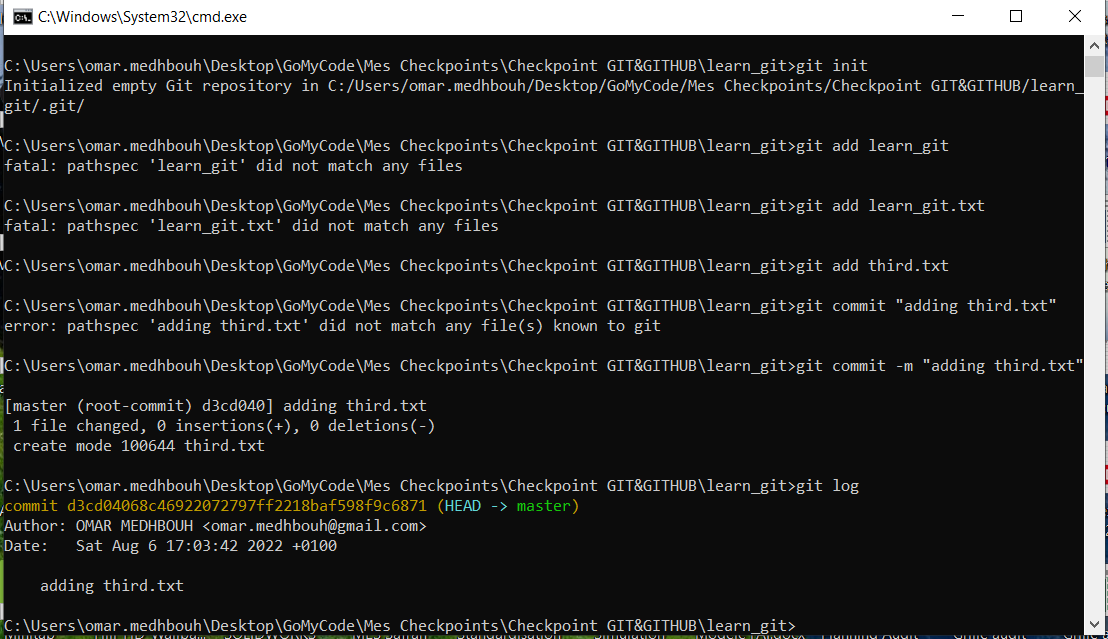 C:\Windows\System32\cmd.exe
C:\Users\omar.medhbouh\Desktop\GoMyCode\Mes Checkpoints\Checkpoint GIT&GITHUB\learn_git>git init
Initialized empty Git repository in C:/Users/omar.medhbouh/Desktop/GoMyCode/Mes Checkpoints/Checkpoint GIT&GITHUB/learn_
git/.git/
C:\Users\omar.medhbouh\Desktop\GoMyCode\Mes Checkpoints\Checkpoint GIT&GITHUB\learn_git>git add learn_git
fatal: pathspec 'learn_git' did not match any files
C:\Users\omar.medhbouh\Desktop\GoMyCode\Mes Checkpoints\Checkpoint GIT&GITHUB\learn_git>git add learn_git.txt
fatal: pathspec 'learn_git.txt' did not match any files
C:\Users\omar.medhbouh\Desktop\GoMyCode\Mes Checkpoints\Checkpoint GIT&GITHUB\learn_git>git add third.txt
C:\Users\omar.medhbouh\Desktop\GoMyCode\Mes Checkpoints\Checkpoint GIT&GITHUB\learn_git>git commit "adding third.txt"
error: pathspec 'adding third.txt' did not match any file(s) known to git
C:\Users\omar.medhbouh\Desktop\GoMyCode\Mes Checkpoints\Checkpoint GIT&GITHUB\learn_git>git commit -m "adding third.txt"
[master (root-commit) d3cd040] adding third.txt
 1 file changed, 0 insertions(+), 0 deletions(-)
 create mode 100644 third.txt
C:\Users\omar.medhbouh\Desktop\GoMyCode\Mes Checkpoints\Checkpoint GIT&GITHUB\learn_git>git log
commit d3cd04068c46922072797ff2218baf598f9c6871 (HEAD -> master)
Author: OMAR MEDHBOUH <omar.medhbouh@gmail.com>
Date:   Sat Aug 6 17:03:42 2022 +0100
    adding third.txt
C:\Users\omar.medhbouh\Desktop\GoMyCode\Mes Checkpoints\Checkpoint GIT&GITHUB\learn_git>